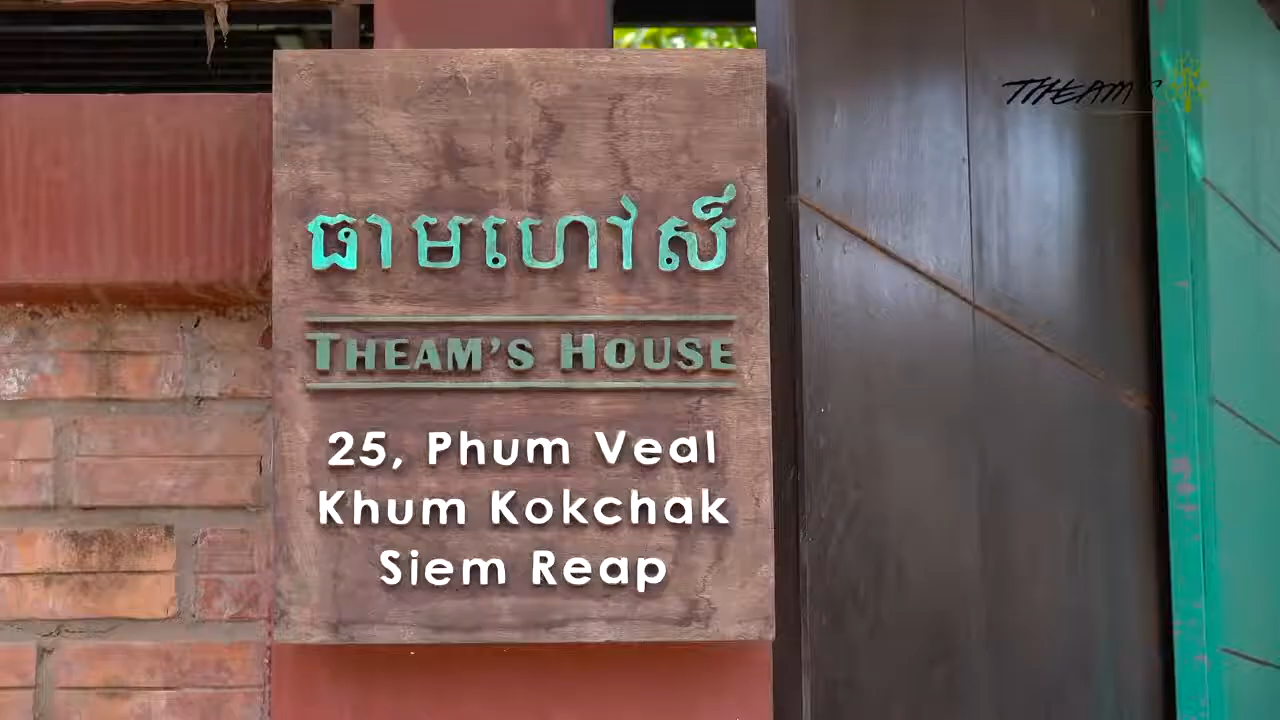 ធាមហៅស៍
THEAM'S HOUSE
25, Phum Veal
Khum Kokchak
Siem Reap
THEAM'S